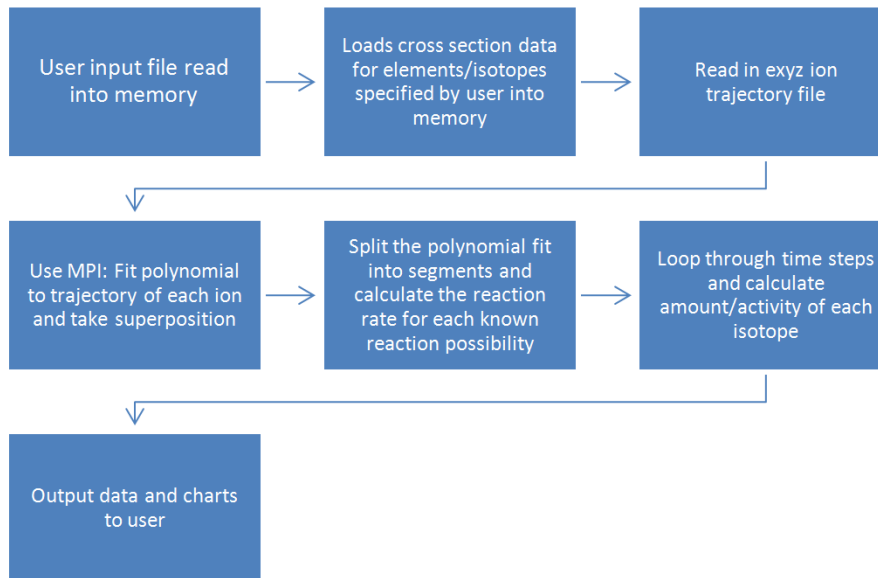 User input file read
into memory
Loads cross section data
for elements/isotopes
specified by user into
memory
Read in exyz ion
trajectory file
Use MPI: Fit polynomial
to trajectory of each ion
and take superposition
Split the polynomial fit
into segments and
calculate the reaction
rate for each known
reaction possibility
Loop through time steps
and calculate
amount/activity of each
isotope
Output data and charts
to user